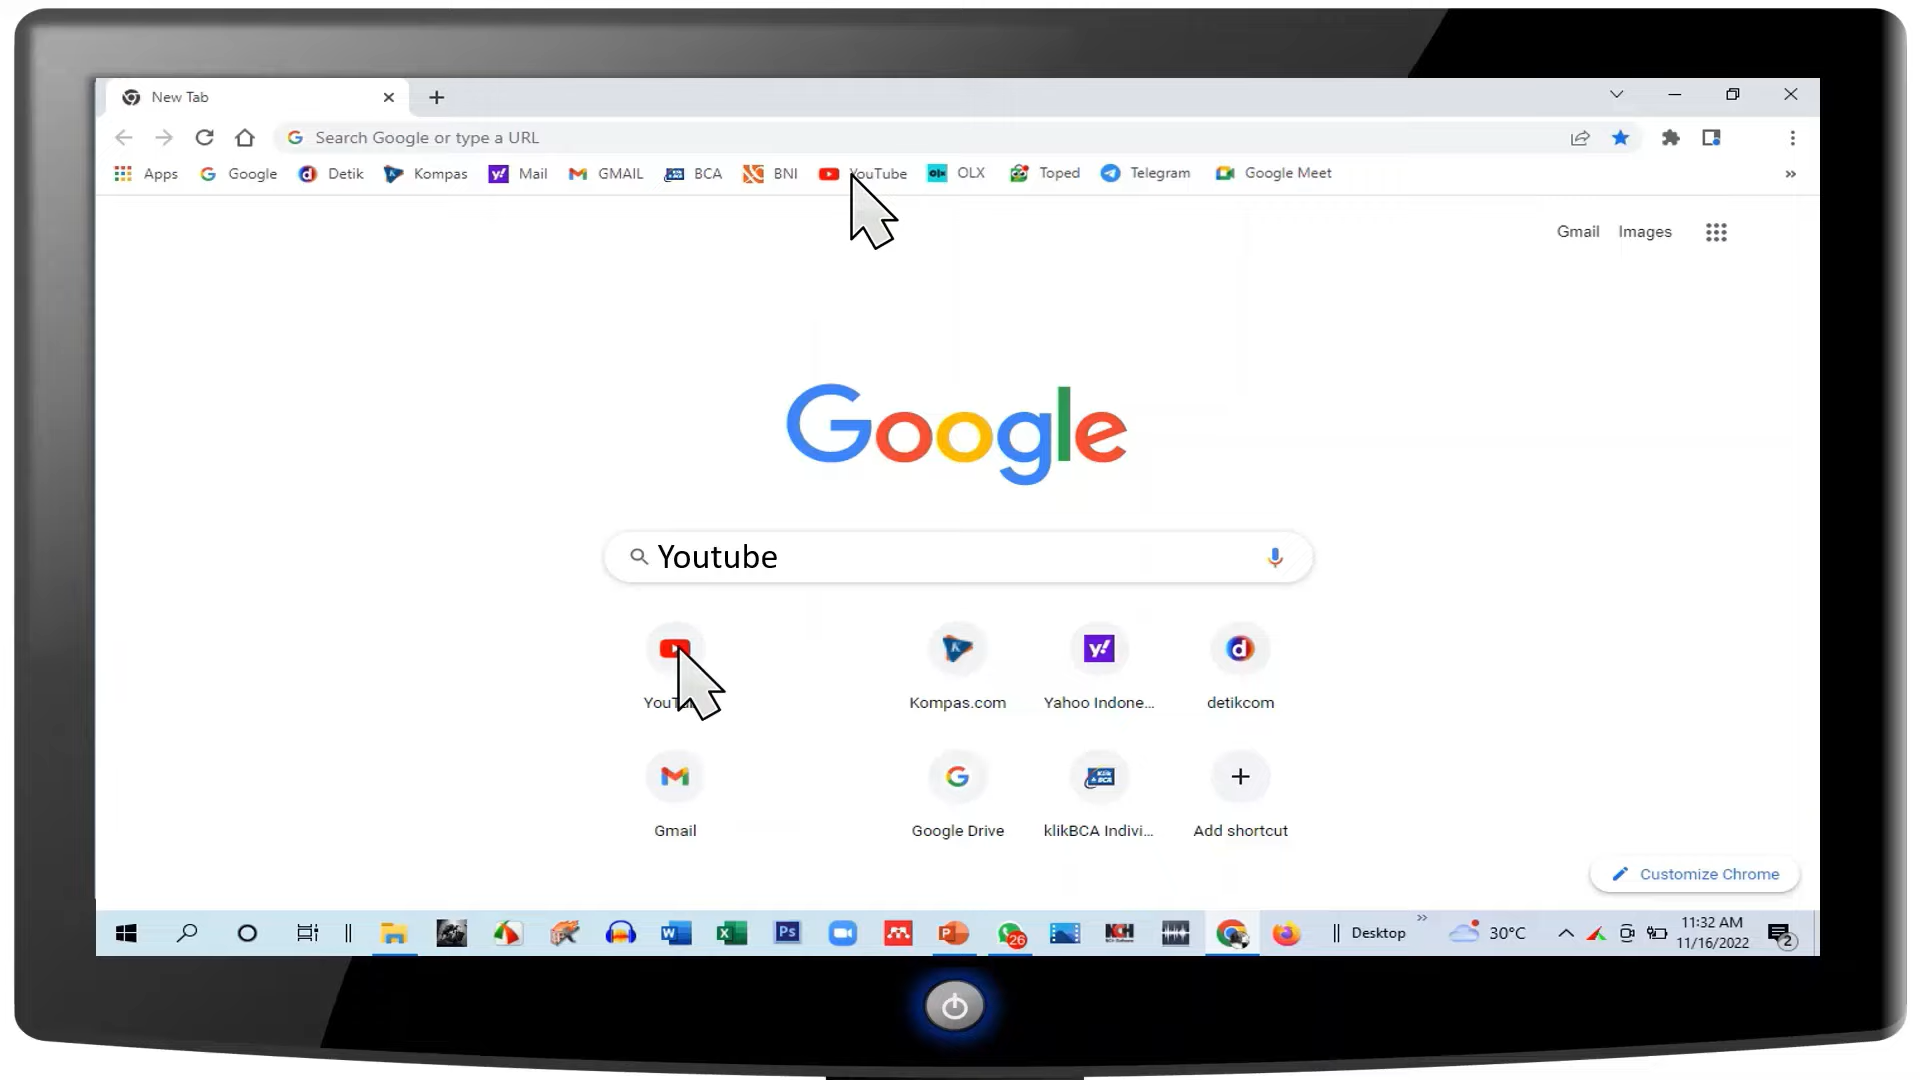 New Tab
Search Google or type a URL
Apps Google Detik Kompas Mail GMAIL BCA BNI YouTube OLX Toped Telegram Google Meet
Gmail Images
Google
Youtube
Kompas.com Yahoo Indone... detikcom
Gmail Google Drive klikBCA Indivi... Add shortcut
Customize Chrome
Desktop 30°C 11:32 AM
11/16/2022
26
2